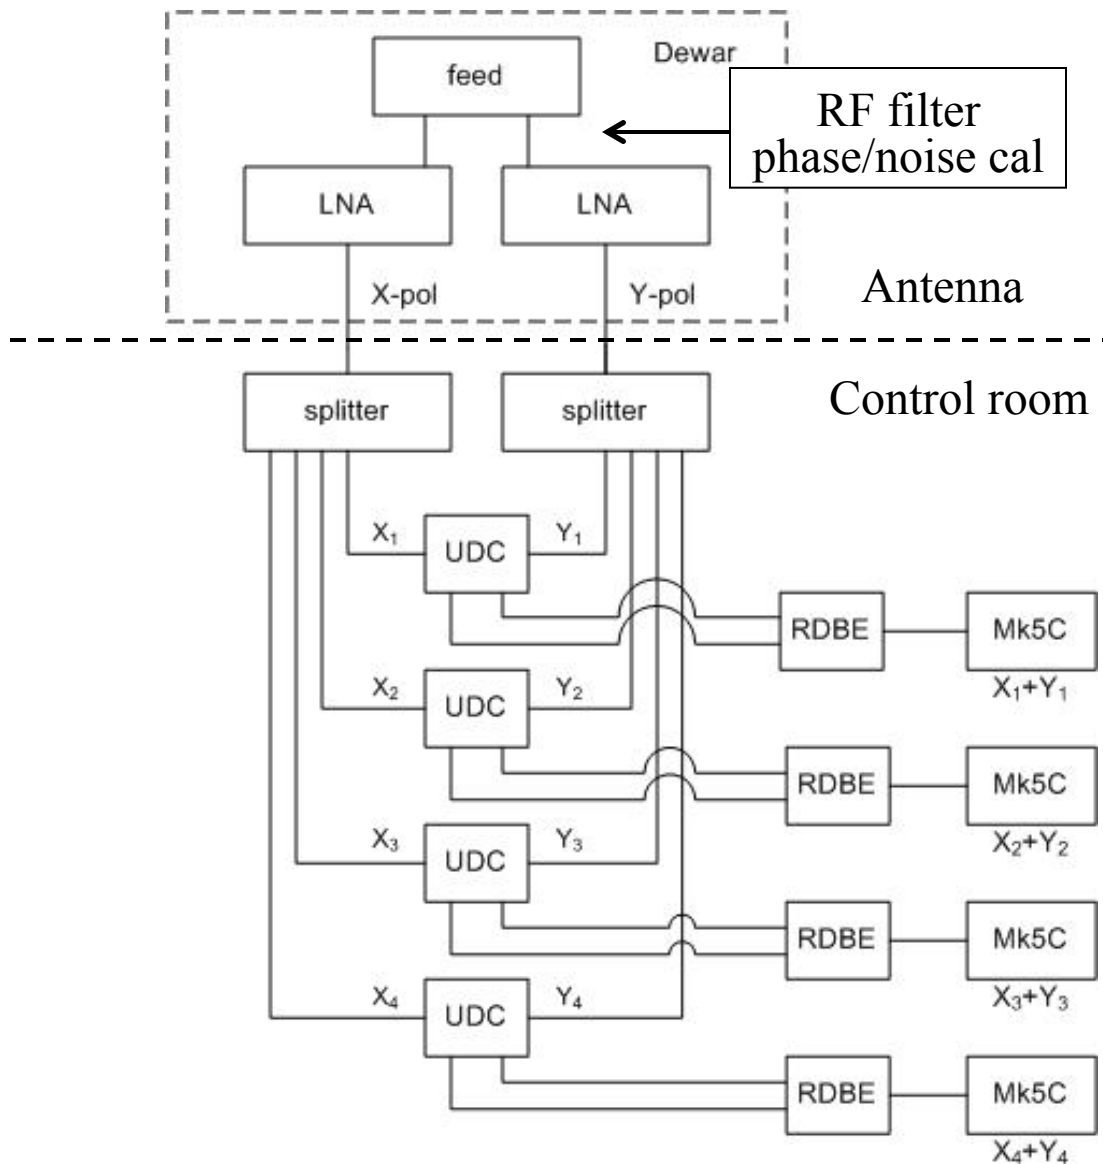 Dewar
feed
RF filter
phase/noise cal
LNA
LNA
X-pol
Y-pol
Antenna
splitter
splitter
Control room
X₁
UDC
Y₁
RDBE
Mk5C
X₁+Y₁
X₂
UDC
Y₂
RDBE
Mk5C
X₂+Y₂
X₃
UDC
Y₃
RDBE
Mk5C
X₃+Y₃
X₄
UDC
Y₄
RDBE
Mk5C
X₄+Y₄